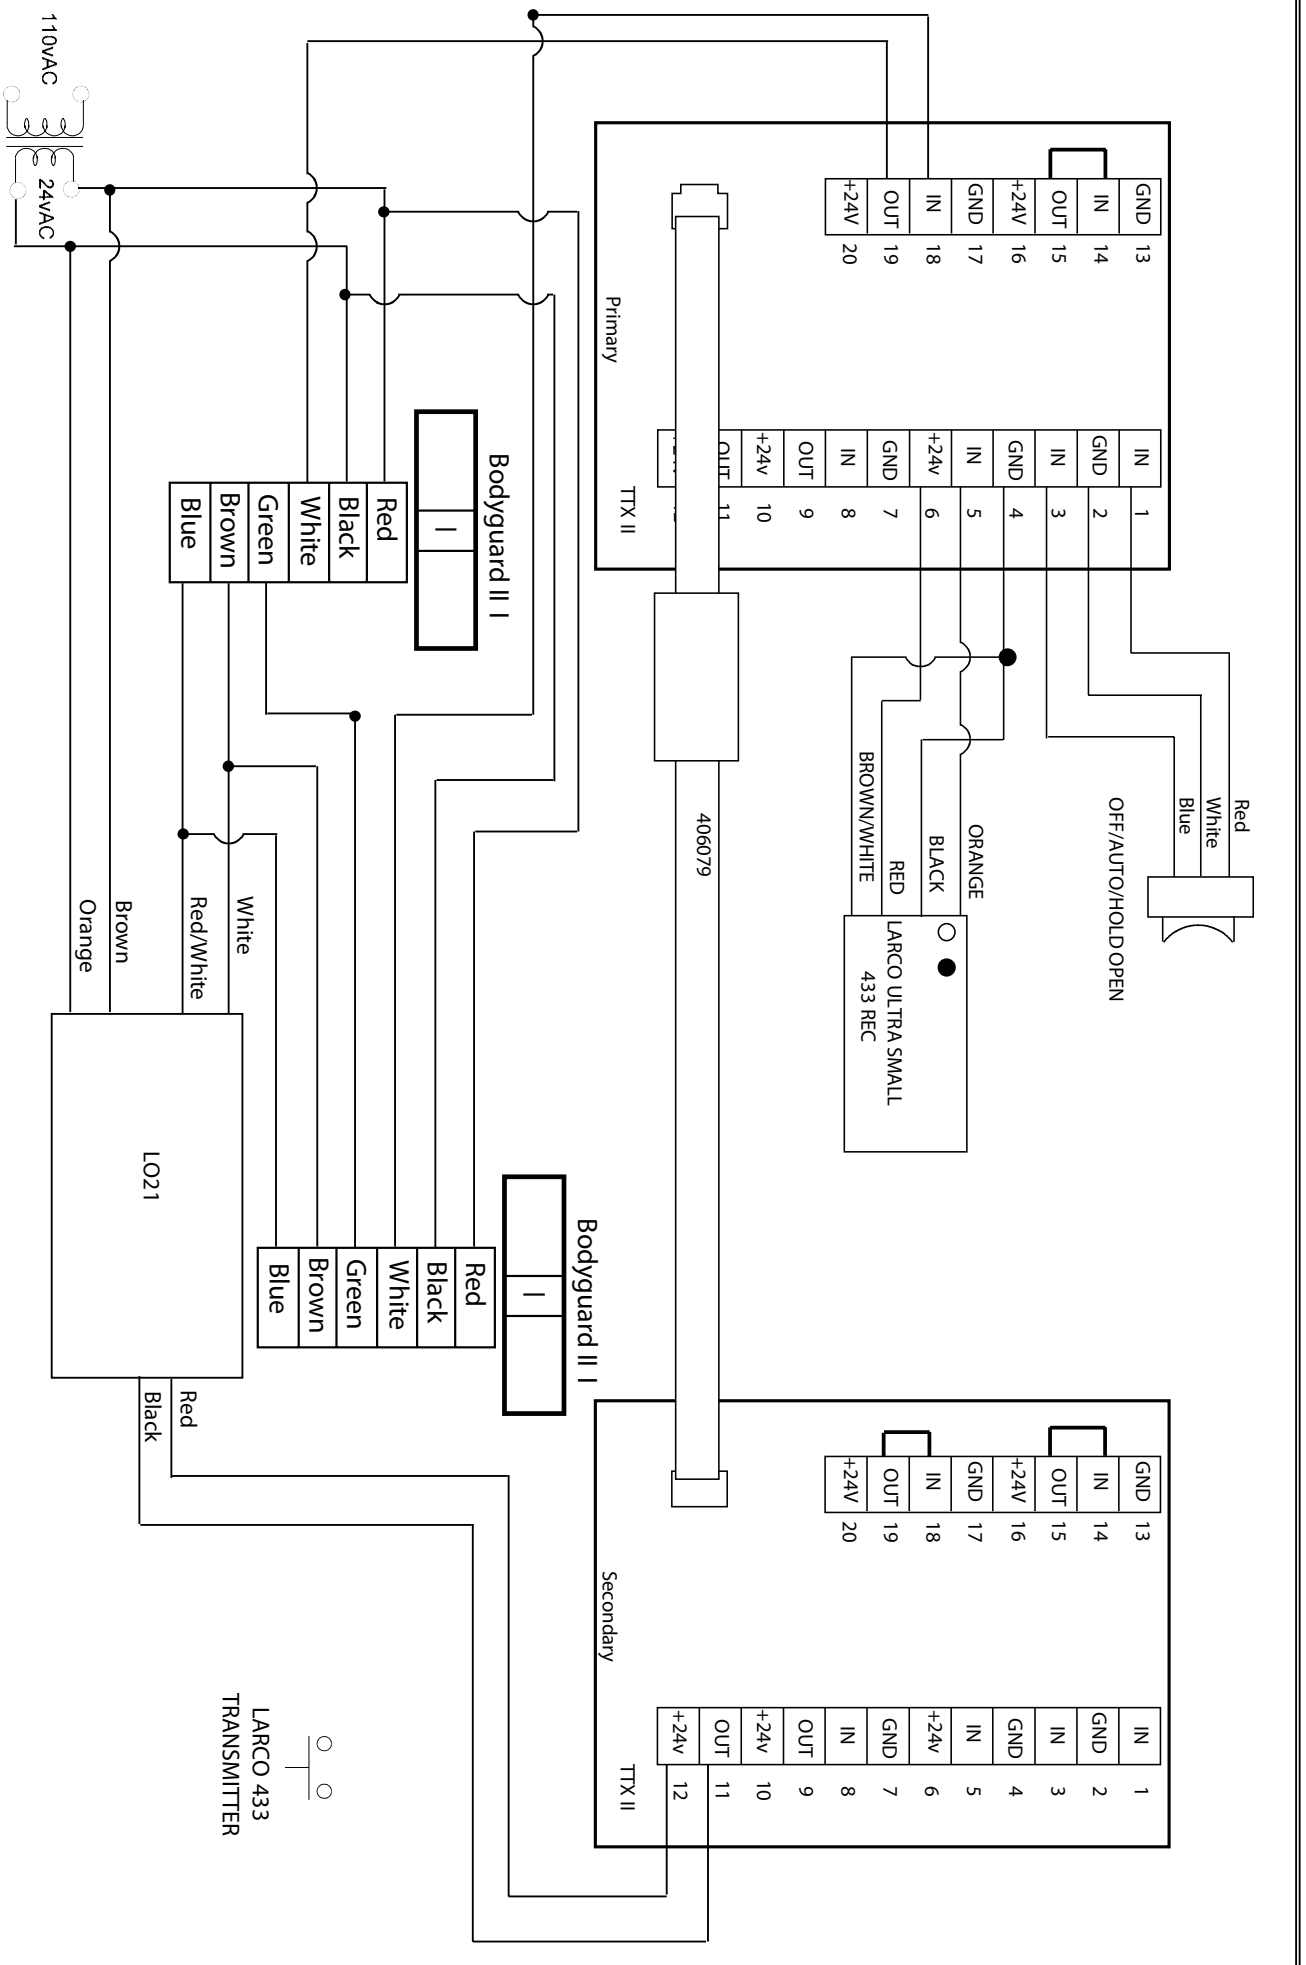 110vAC
24vAC
GND
IN
OUT
+24V
GND
IN
OUT
+24V
13
14
15
16
17
18
19
20
Primary
IN
GND
IN
GND
IN
+24v
GND
IN
OUT
+24v
OUT
1
2
3
4
5
6
7
8
9
10
11
TTX II
Red
White
Blue
OFF/AUTO/HOLD OPEN
ORANGE
BLACK
RED
BROWN/WHITE
LARCO ULTRA SMALL
433 REC
406079
Bodyguard II I
I
Red
Black
White
Green
Brown
Blue
White
Red/White
Brown
Orange
LO21
Red
Black
Bodyguard II I
I
Red
Black
White
Green
Brown
Blue
GND
IN
OUT
+24V
GND
IN
OUT
+24V
13
14
15
16
17
18
19
20
Secondary
IN
GND
IN
GND
IN
+24v
GND
IN
OUT
+24v
OUT
+24v
1
2
3
4
5
6
7
8
9
10
11
12
TTX II
LARCO 433
TRANSMITTER